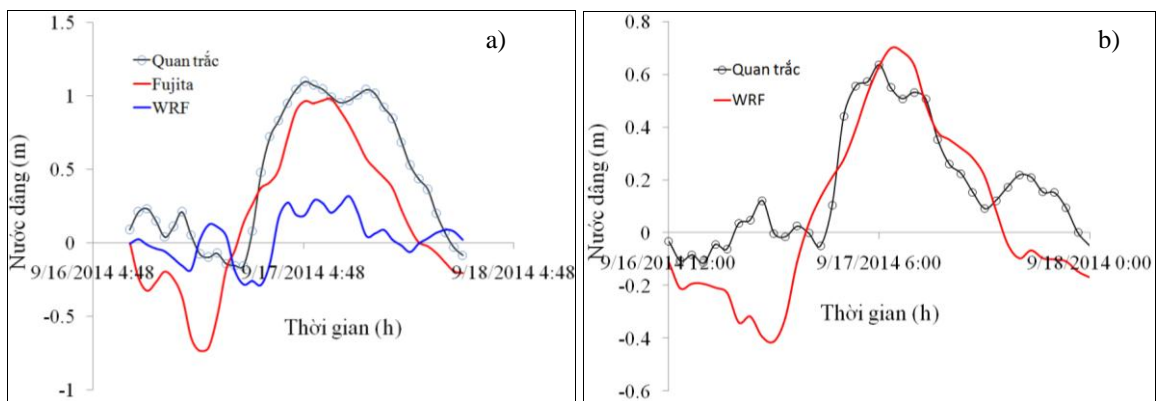 a)
1.5
1
0.5
0
-0.5
-1
Nước dâng (m)
Quan trắc
Fujita
WRF
9/16/2014 4:48
9/17/2014 4:48
9/18/2014 4:48
Thời gian (h)
b)
0.8
0.6
0.4
0.2
0
-0.2
-0.4
-0.6
Nước dâng (m)
Quan trắc
WRF
9/16/2014 12:00
9/17/2014 6:00
9/18/2014 0:00
Thời gian (h)